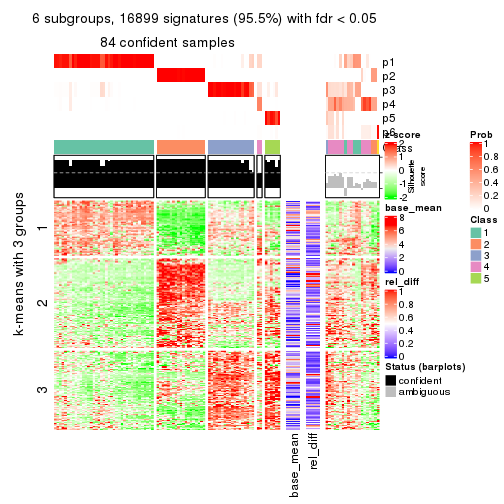 6 subgroups, 16899 signatures (95.5%) with fdr < 0.05
84 confident samples
p1
p2
p3
p4
p5
p6
Class
k-means with 3 groups
1
2
3
Silhouette
score
base_mean
rel_diff
z-score
2
1
0
-1
-2
base_mean
8
6
4
2
0
rel_diff
1
0.8
0.6
0.4
0.2
0
Status (barplots)
confident
ambiguous
Prob
1
0.8
0.6
0.4
0.2
0
Class
1
2
3
4
5